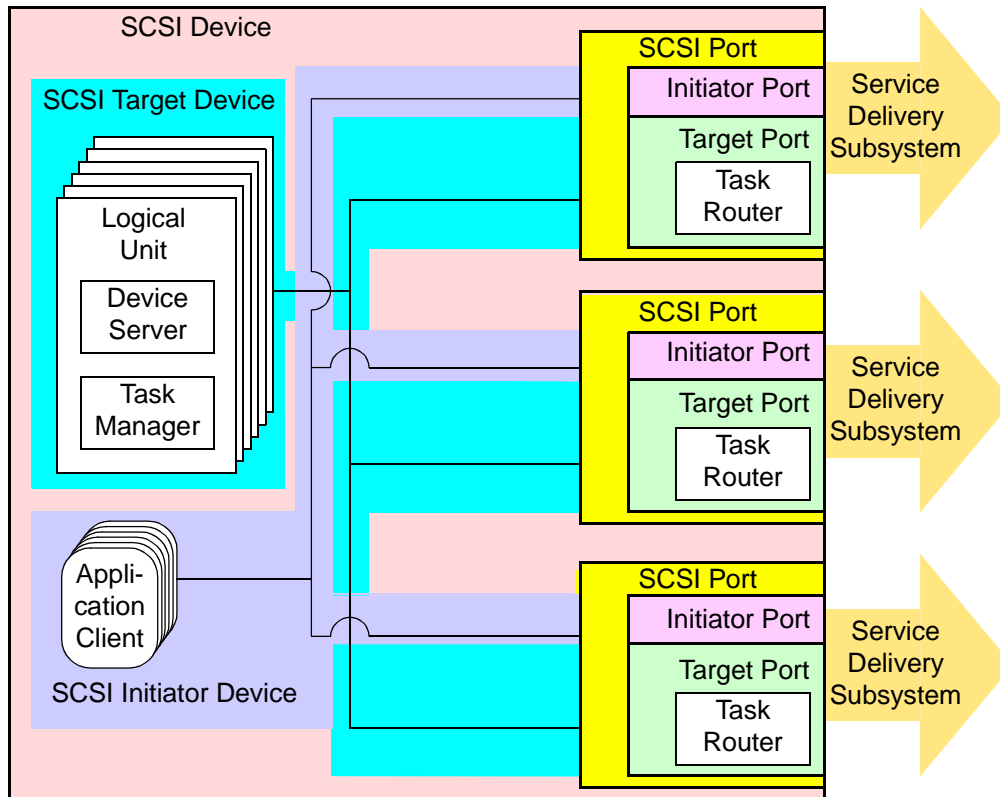 SCSI Device
SCSI Target Device
Logical
Unit
Device
Server
Task
Manager
Appli-
cation
Client
SCSI Initiator Device
SCSI Port
Initiator Port
Target Port
Task
Router
Service
Delivery
Subsystem
SCSI Port
Initiator Port
Target Port
Task
Router
Service
Delivery
Subsystem
SCSI Port
Initiator Port
Target Port
Task
Router
Service
Delivery
Subsystem